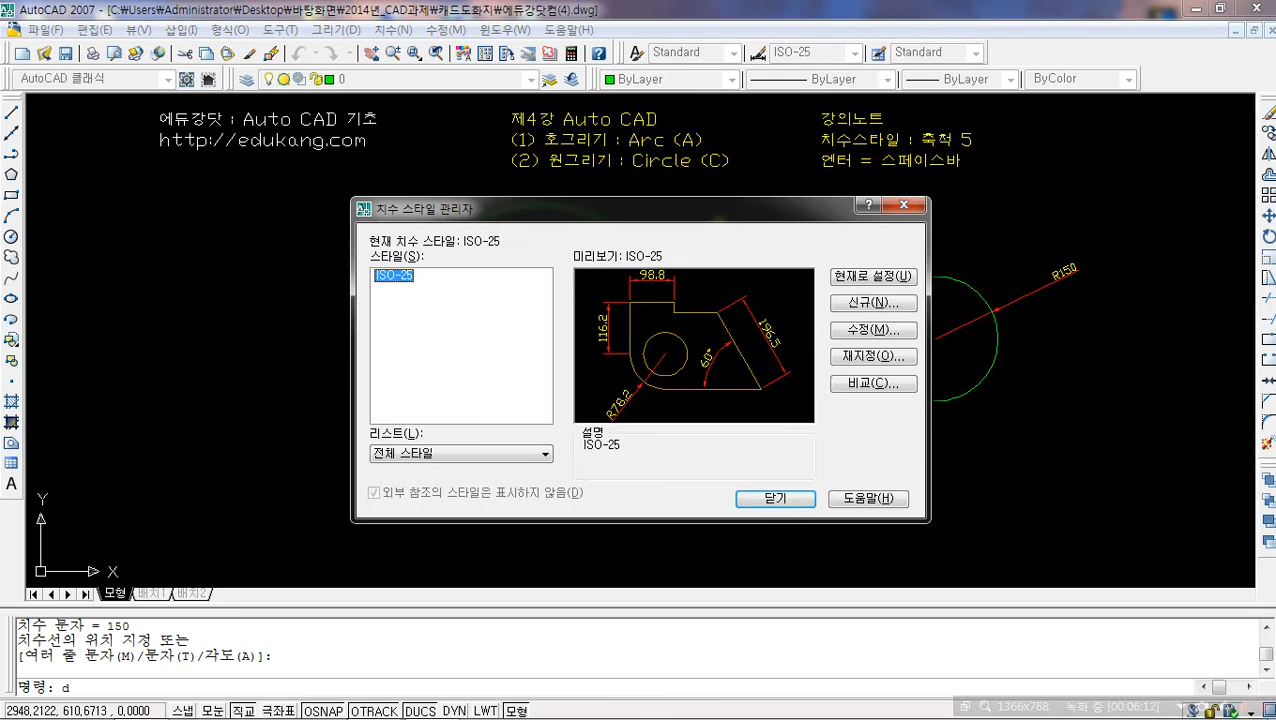 AutoCAD 2007 - [C:\Users\Administrator\Desktop\바탕화면\2014년_CAD과제\캐드도화지\에듀강닷컴(4).dwg]
파일(F) 편집(E) 뷰(V) 삽입(I) 형식(O) 도구(T) 그리기(D) 치수(N) 수정(M) 윈도우(W) 도움말(H)
Standard ISO-25 Standard
AutoCAD 클래식 0 ByLayer ByLayer ByLayer ByColor
에듀강닷 : Auto CAD 기초
http://edukang.com
제4강 Auto CAD
(1) 호그리기 : Arc (A)
(2) 원그리기 : Circle (C)
강의노트
치수스타일 : 축척 5
엔터 = 스페이스바
치수 스타일 관리자
현재 치수 스타일: ISO-25
스타일(S):
ISO-25
미리보기: ISO-25
98.8
116.2
196.5
60°
R78.2
현재로 설정(U)
신규(N)...
수정(M)...
재지정(O)...
비교(C)...
리스트(L):
전체 스타일
설명
ISO-25
외부 참조의 스타일은 표시하지 않음(D)
닫기
도움말(H)
R150
Y
X
모형 배치1 배치2
치수 문자 = 150
치수선의 위치 지정 또는
[여러 줄 문자(M)/문자(T)/각도(A)]:
명령: d
2948,2122, 610,6713 , 0,0000 스냅 모눈 직교 극좌표 OSNAP OTRACK DUCS DYN LWT 모형
1366x768 녹화 중 [00:06:12]